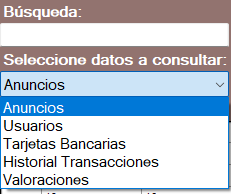 Búsqueda:
Seleccione datos a consultar:
Anuncios
Anuncios
Usuarios
Tarjetas Bancarias
Historial Transacciones
Valoraciones